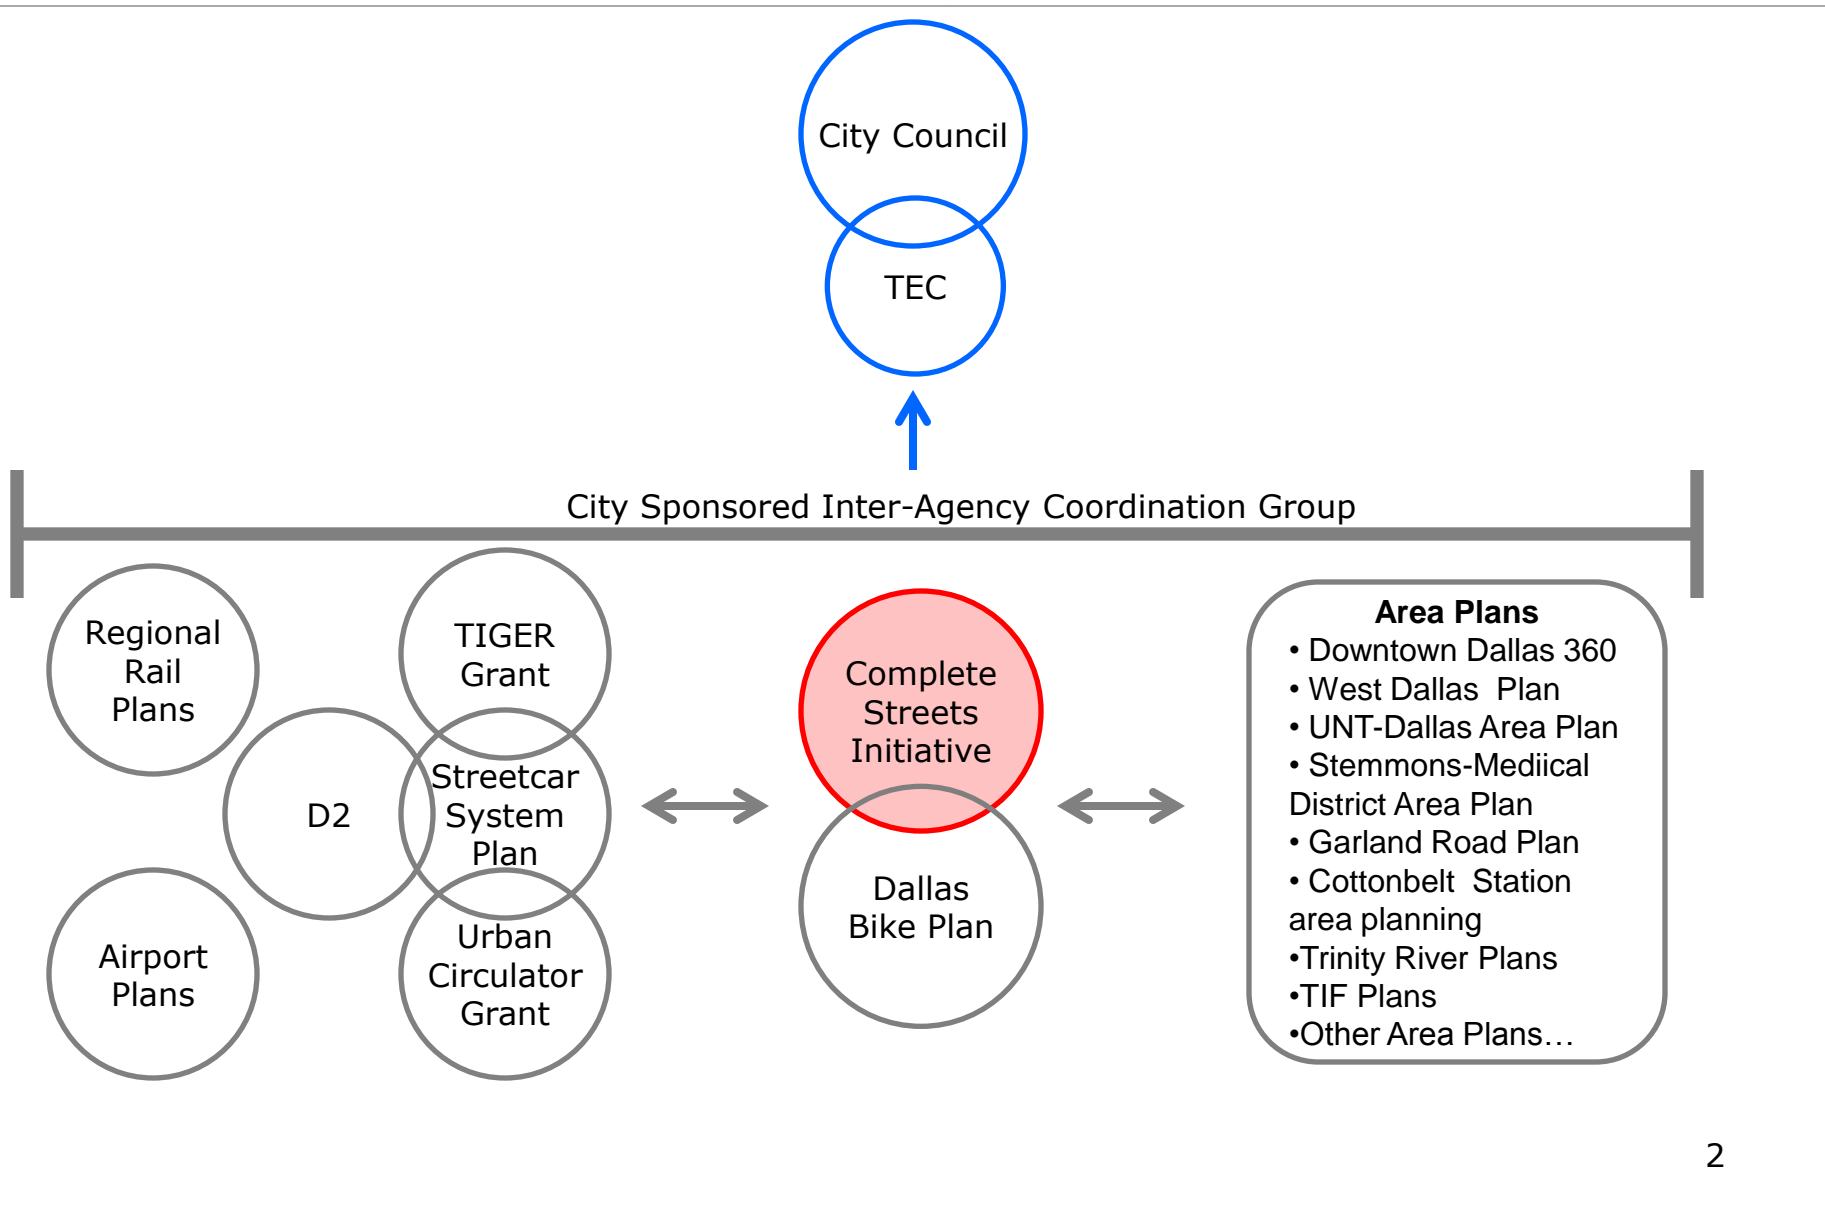 City Council
TEC
City Sponsored Inter-Agency Coordination Group
Regional
Rail
Plans
TIGER
Grant
D2
Streetcar
System
Plan
Airport
Plans
Urban
Circulator
Grant
Complete
Streets
Initiative
Dallas
Bike Plan
Area Plans
• Downtown Dallas 360
• West Dallas  Plan
• UNT-Dallas Area Plan
• Stemmons-Mediical
District Area Plan
• Garland Road Plan
• Cottonbelt  Station
area planning
•Trinity River Plans
•TIF Plans
•Other Area Plans…
2